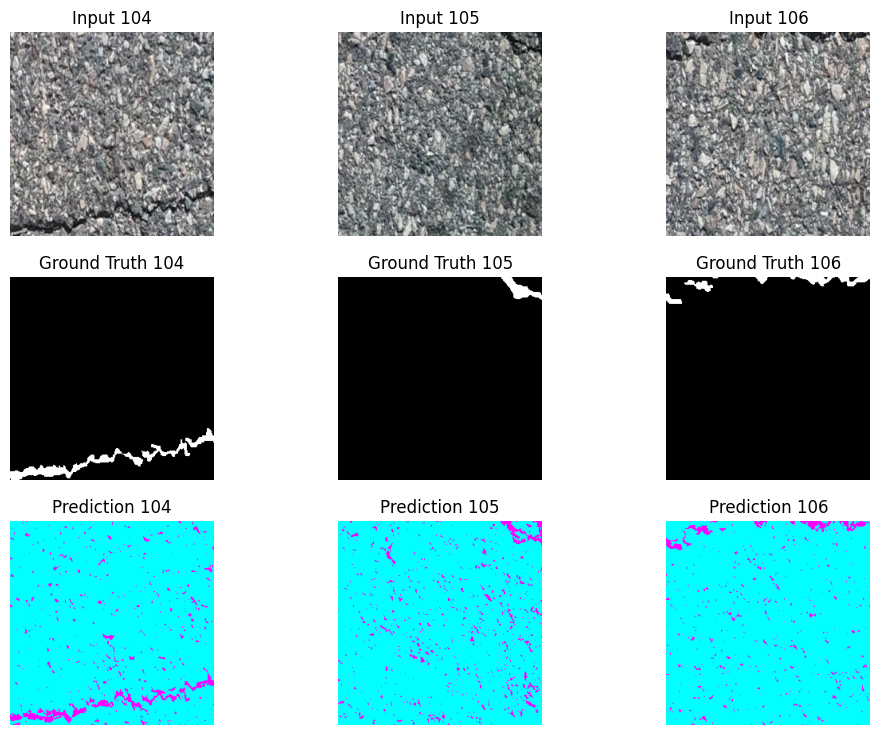 Input 104
Input 105
Input 106
Ground Truth 104
Ground Truth 105
Ground Truth 106
Prediction 104
Prediction 105
Prediction 106